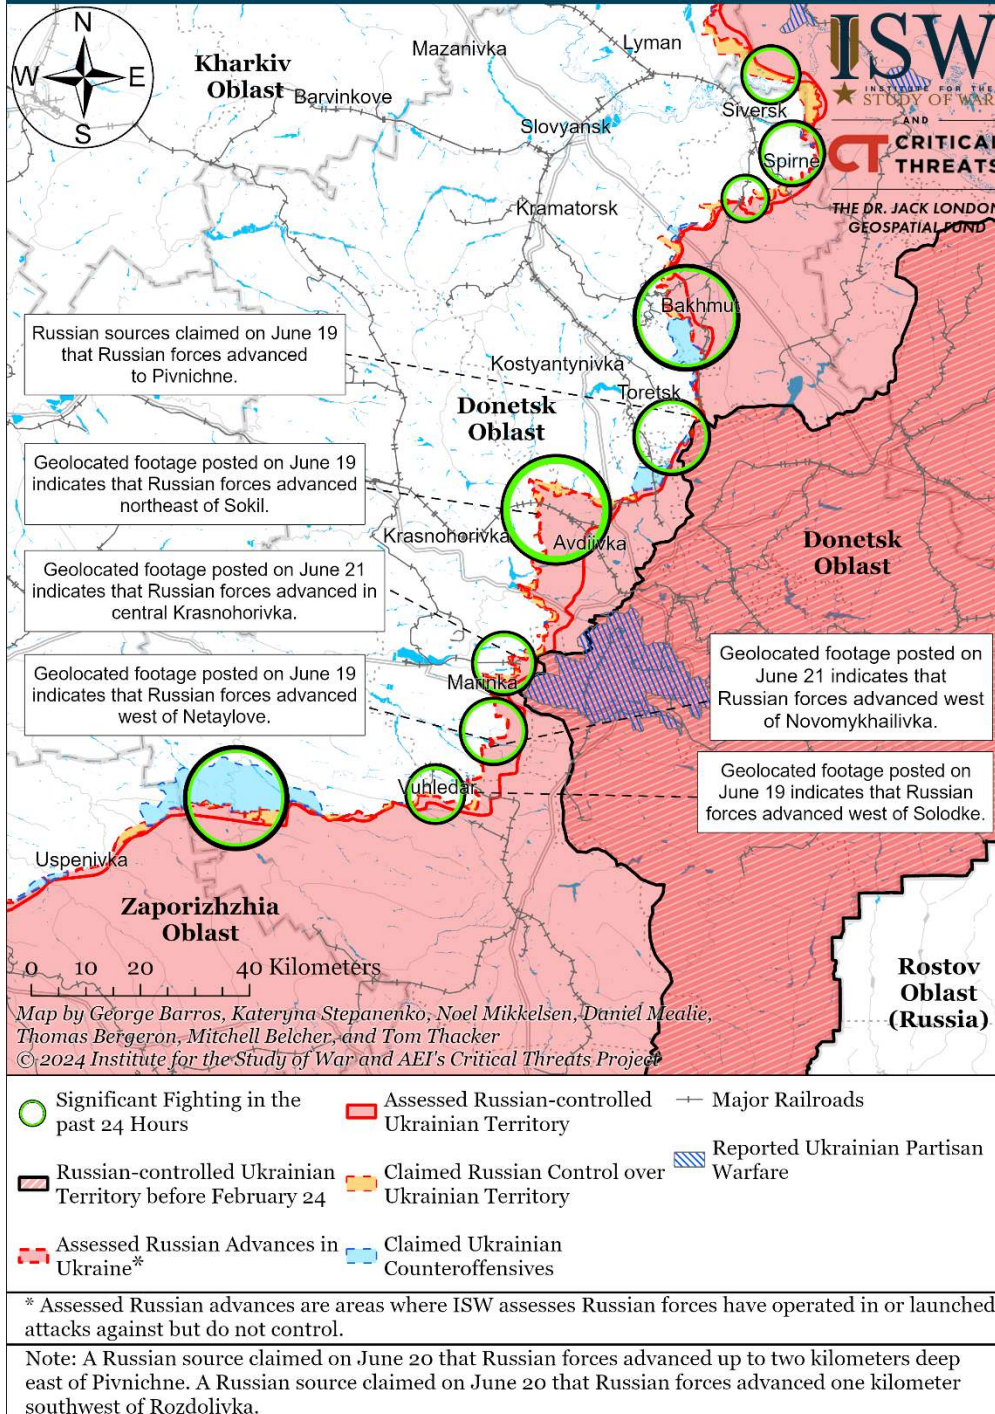 N
W
E
S
Kharkiv
Oblast
Mazanivka
Lyman
Barvinkove
Slovyansk
Siversk
Spirne
Kramatorsk
ISW
INSTITUTE FOR THE
STUDY OF WAR
AND
CT CRITICAL
THREATS
THE DR. JACK LONDON
GEOSPATIAL FUND
Bakhmut
Russian sources claimed on June 19
that Russian forces advanced
to Pivnichne.
Kostyantynivka
Toretsk
Donetsk
Oblast
Geolocated footage posted on June 19
indicates that Russian forces advanced
northeast of Sokil.
Krasnohorivka
Avdiivka
Donetsk
Oblast
Geolocated footage posted on June 21
indicates that Russian forces advanced in
central Krasnohorivka.
Geolocated footage posted on June 19
indicates that Russian forces advanced
west of Netaylove.
Marinka
Geolocated footage posted on
June 21 indicates that
Russian forces advanced west
of Novomykhailivka.
Vuhledar
Geolocated footage posted on
June 19 indicates that Russian
forces advanced west of Solodke.
Uspenivka
Zaporizhzhia
Oblast
Rostov
Oblast
(Russia)
0 10 20 40 Kilometers
Map by George Barros, Kateryna Stepanenko, Noel Mikkelsen, Daniel Mealie,
Thomas Bergeron, Mitchell Belcher, and Tom Thacker
© 2024 Institute for the Study of War and AEI's Critical Threats Project
Significant Fighting in the
past 24 Hours
Russian-controlled Ukrainian
Territory before February 24
Assessed Russian Advances in
Ukraine*
Assessed Russian-controlled
Ukrainian Territory
Claimed Russian Control over
Ukrainian Territory
Claimed Ukrainian
Counteroffensives
Major Railroads
Reported Ukrainian Partisan
Warfare
* Assessed Russian advances are areas where ISW assesses Russian forces have operated in or launched
attacks against but do not control.
Note: A Russian source claimed on June 20 that Russian forces advanced up to two kilometers deep
east of Pivnichne. A Russian source claimed on June 20 that Russian forces advanced one kilometer
southwest of Rozdolivka.